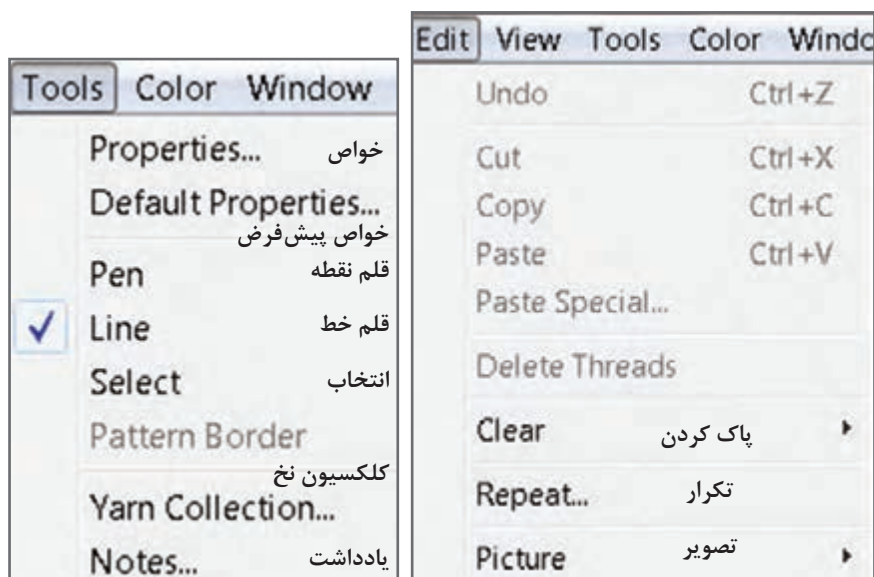 Tools Color Window
Properties... خواص
Default Properties...
خواص پیش‌فرض
Pen قلم نقطه
Line قلم خط
Select انتخاب
Pattern Border
کلکسیون نخ
Yarn Collection...
Notes... یادداشت
Edit View Tools Color Windo
Undo Ctrl+Z
Cut Ctrl+X
Copy Ctrl+C
Paste Ctrl+V
Paste Special...
Delete Threads
Clear پاک کردن
Repeat... تکرار
Picture تصویر